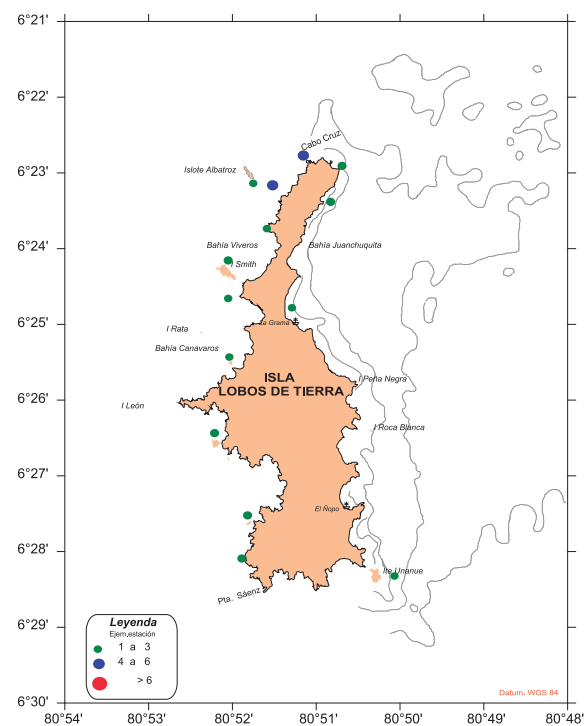 6°21'
6°22'
Cabo Cruz
6°23'
Islote Albatroz
6°24'
Bahía Viveros
Bahía Juanchuquita
I Smith
6°25'
La Grama
I Rata
Bahía Canavaros
ISLA
LOBOS DE TIERRA
I Peña Negra
6°26'
I León
I Roca Blanca
6°27'
El Ñopo
6°28'
Ite Unanue
Pta. Sáenz
6°29'
Leyenda
Ejem,estación
1 a 3
4 a 6
>6
Datum. WGS 84
6°30'
80°54' 80°53' 80°52' 80°51' 80°50' 80°49' 80°48'